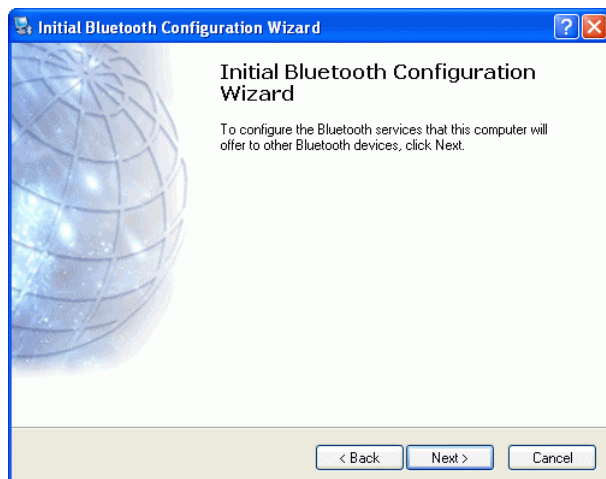 Initial Bluetooth Configuration Wizard
Initial Bluetooth Configuration
Wizard
To configure the Bluetooth services that this computer will
offer to other Bluetooth devices, click Next.
< Back
Next >
Cancel